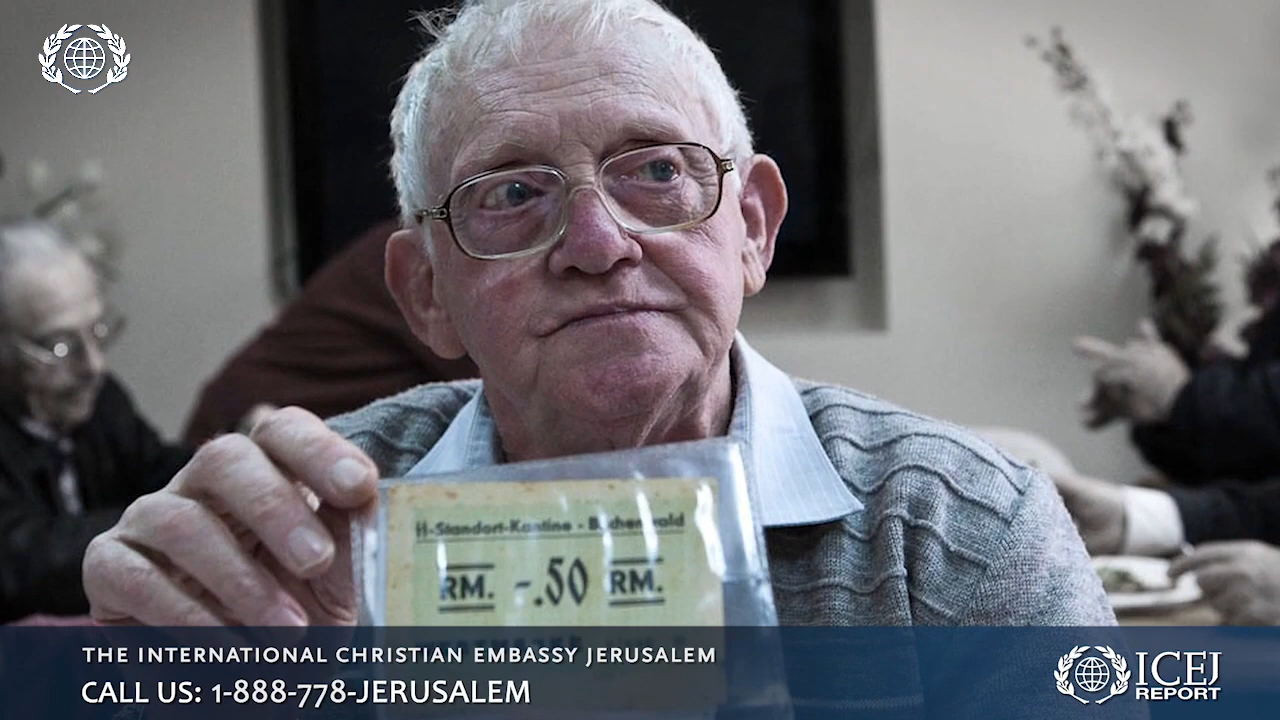 H-Standort-Kantine - Buchenwald
RM. -.50 RM.
THE INTERNATIONAL CHRISTIAN EMBASSY JERUSALEM
CALL US: 1-888-778-JERUSALEM
ICEJ
REPORT